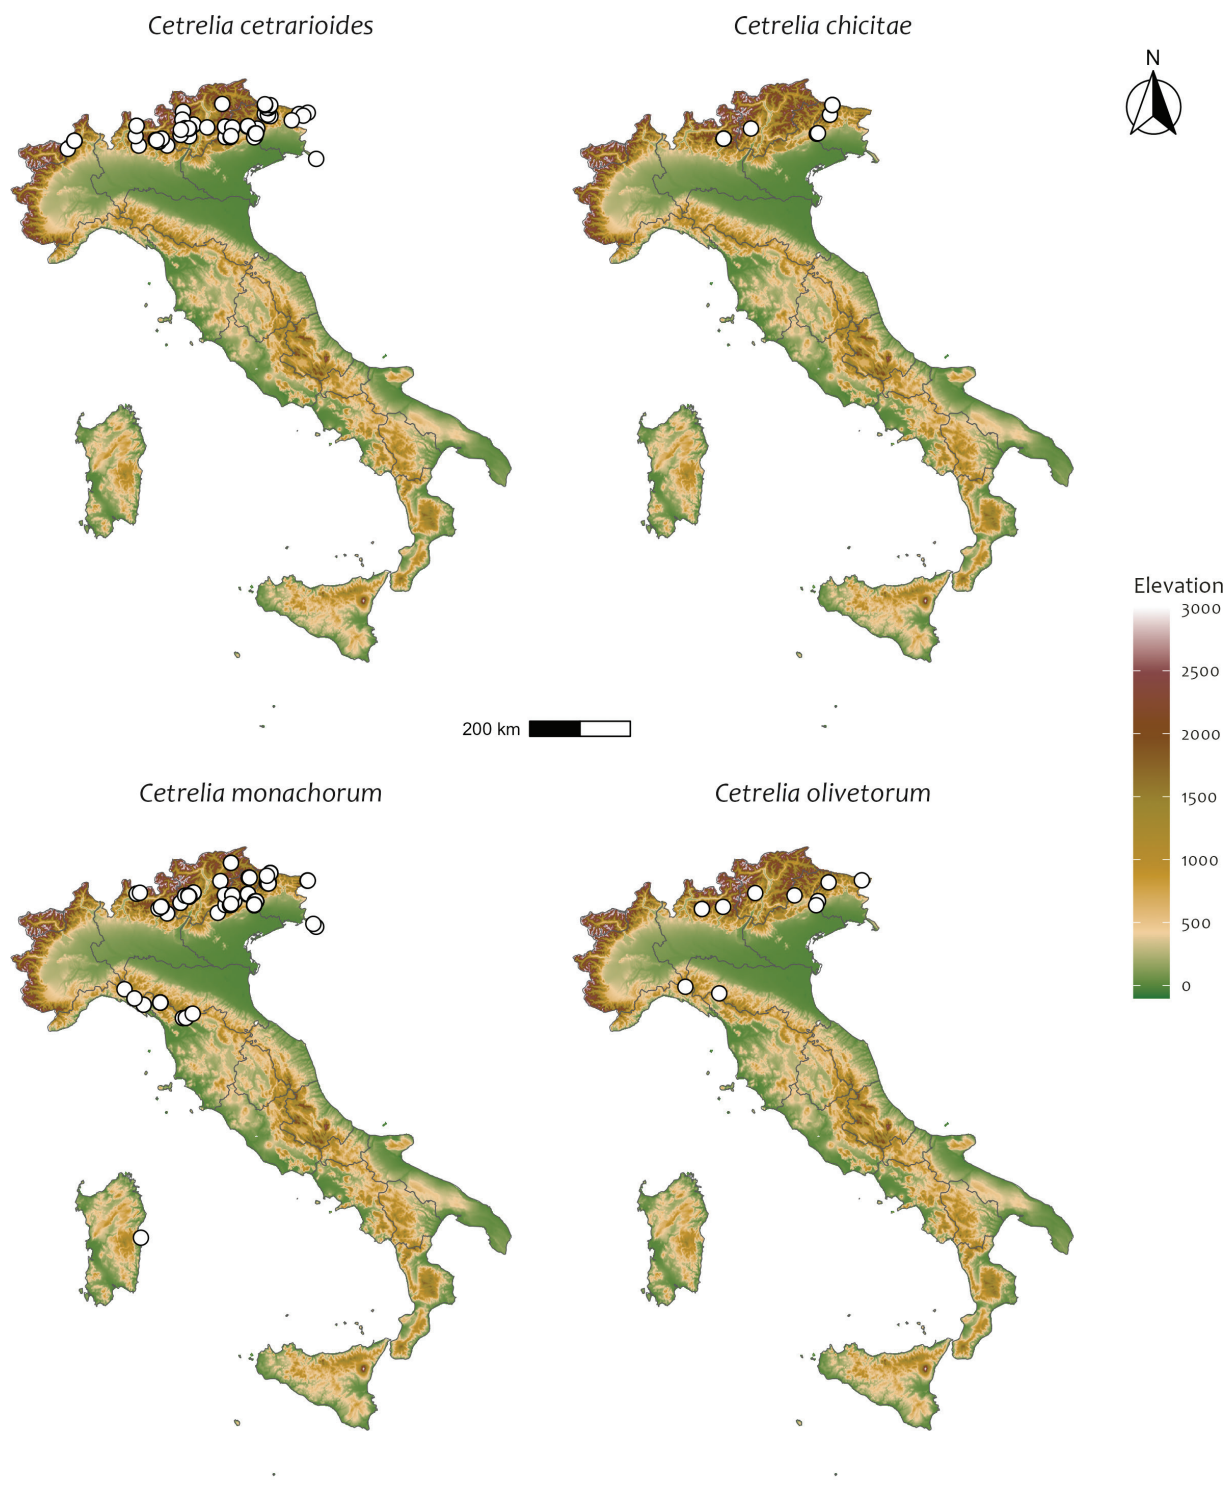 Cetrelia cetrarioides
Cetrelia chicitae
N
Elevation
3000
2500
2000
1500
1000
500
0
200 km
Cetrelia monachorum
Cetrelia olivetorum